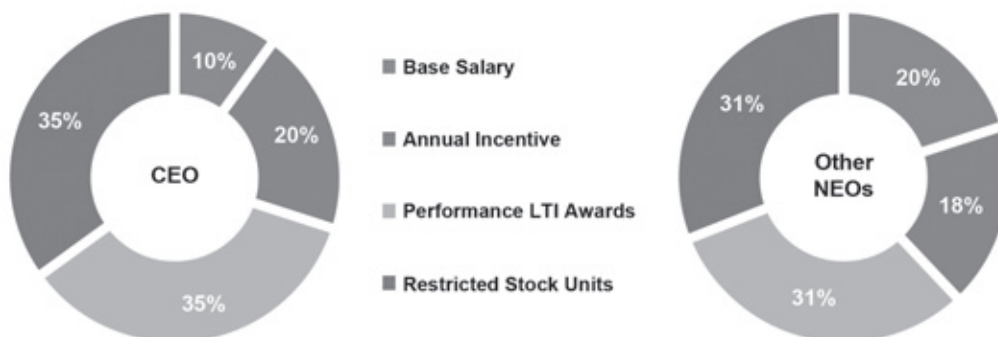 10%
20%
35%
35%
CEO
Base Salary
Annual Incentive
Performance LTI Awards
Restricted Stock Units
20%
18%
31%
31%
Other
NEOs